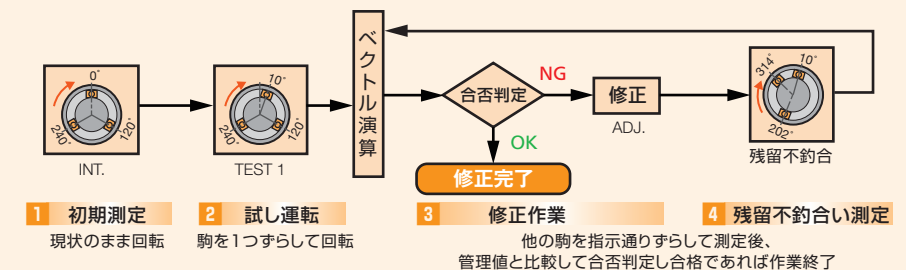 0°
240°
120°
INT.
10°
240°
120°
TEST 1
ベクトル演算
合否判定
NG
OK
修正
ADJ.
修正完了
314
10°
202°
残留不釣合
1 初期測定
現状のまま回転
2 試し運転
駒を1つずらして回転
3 修正作業
4 残留不釣合い測定
他の駒を指示通りずらして測定後、
管理値と比較して合否判定し合格であれば作業終了